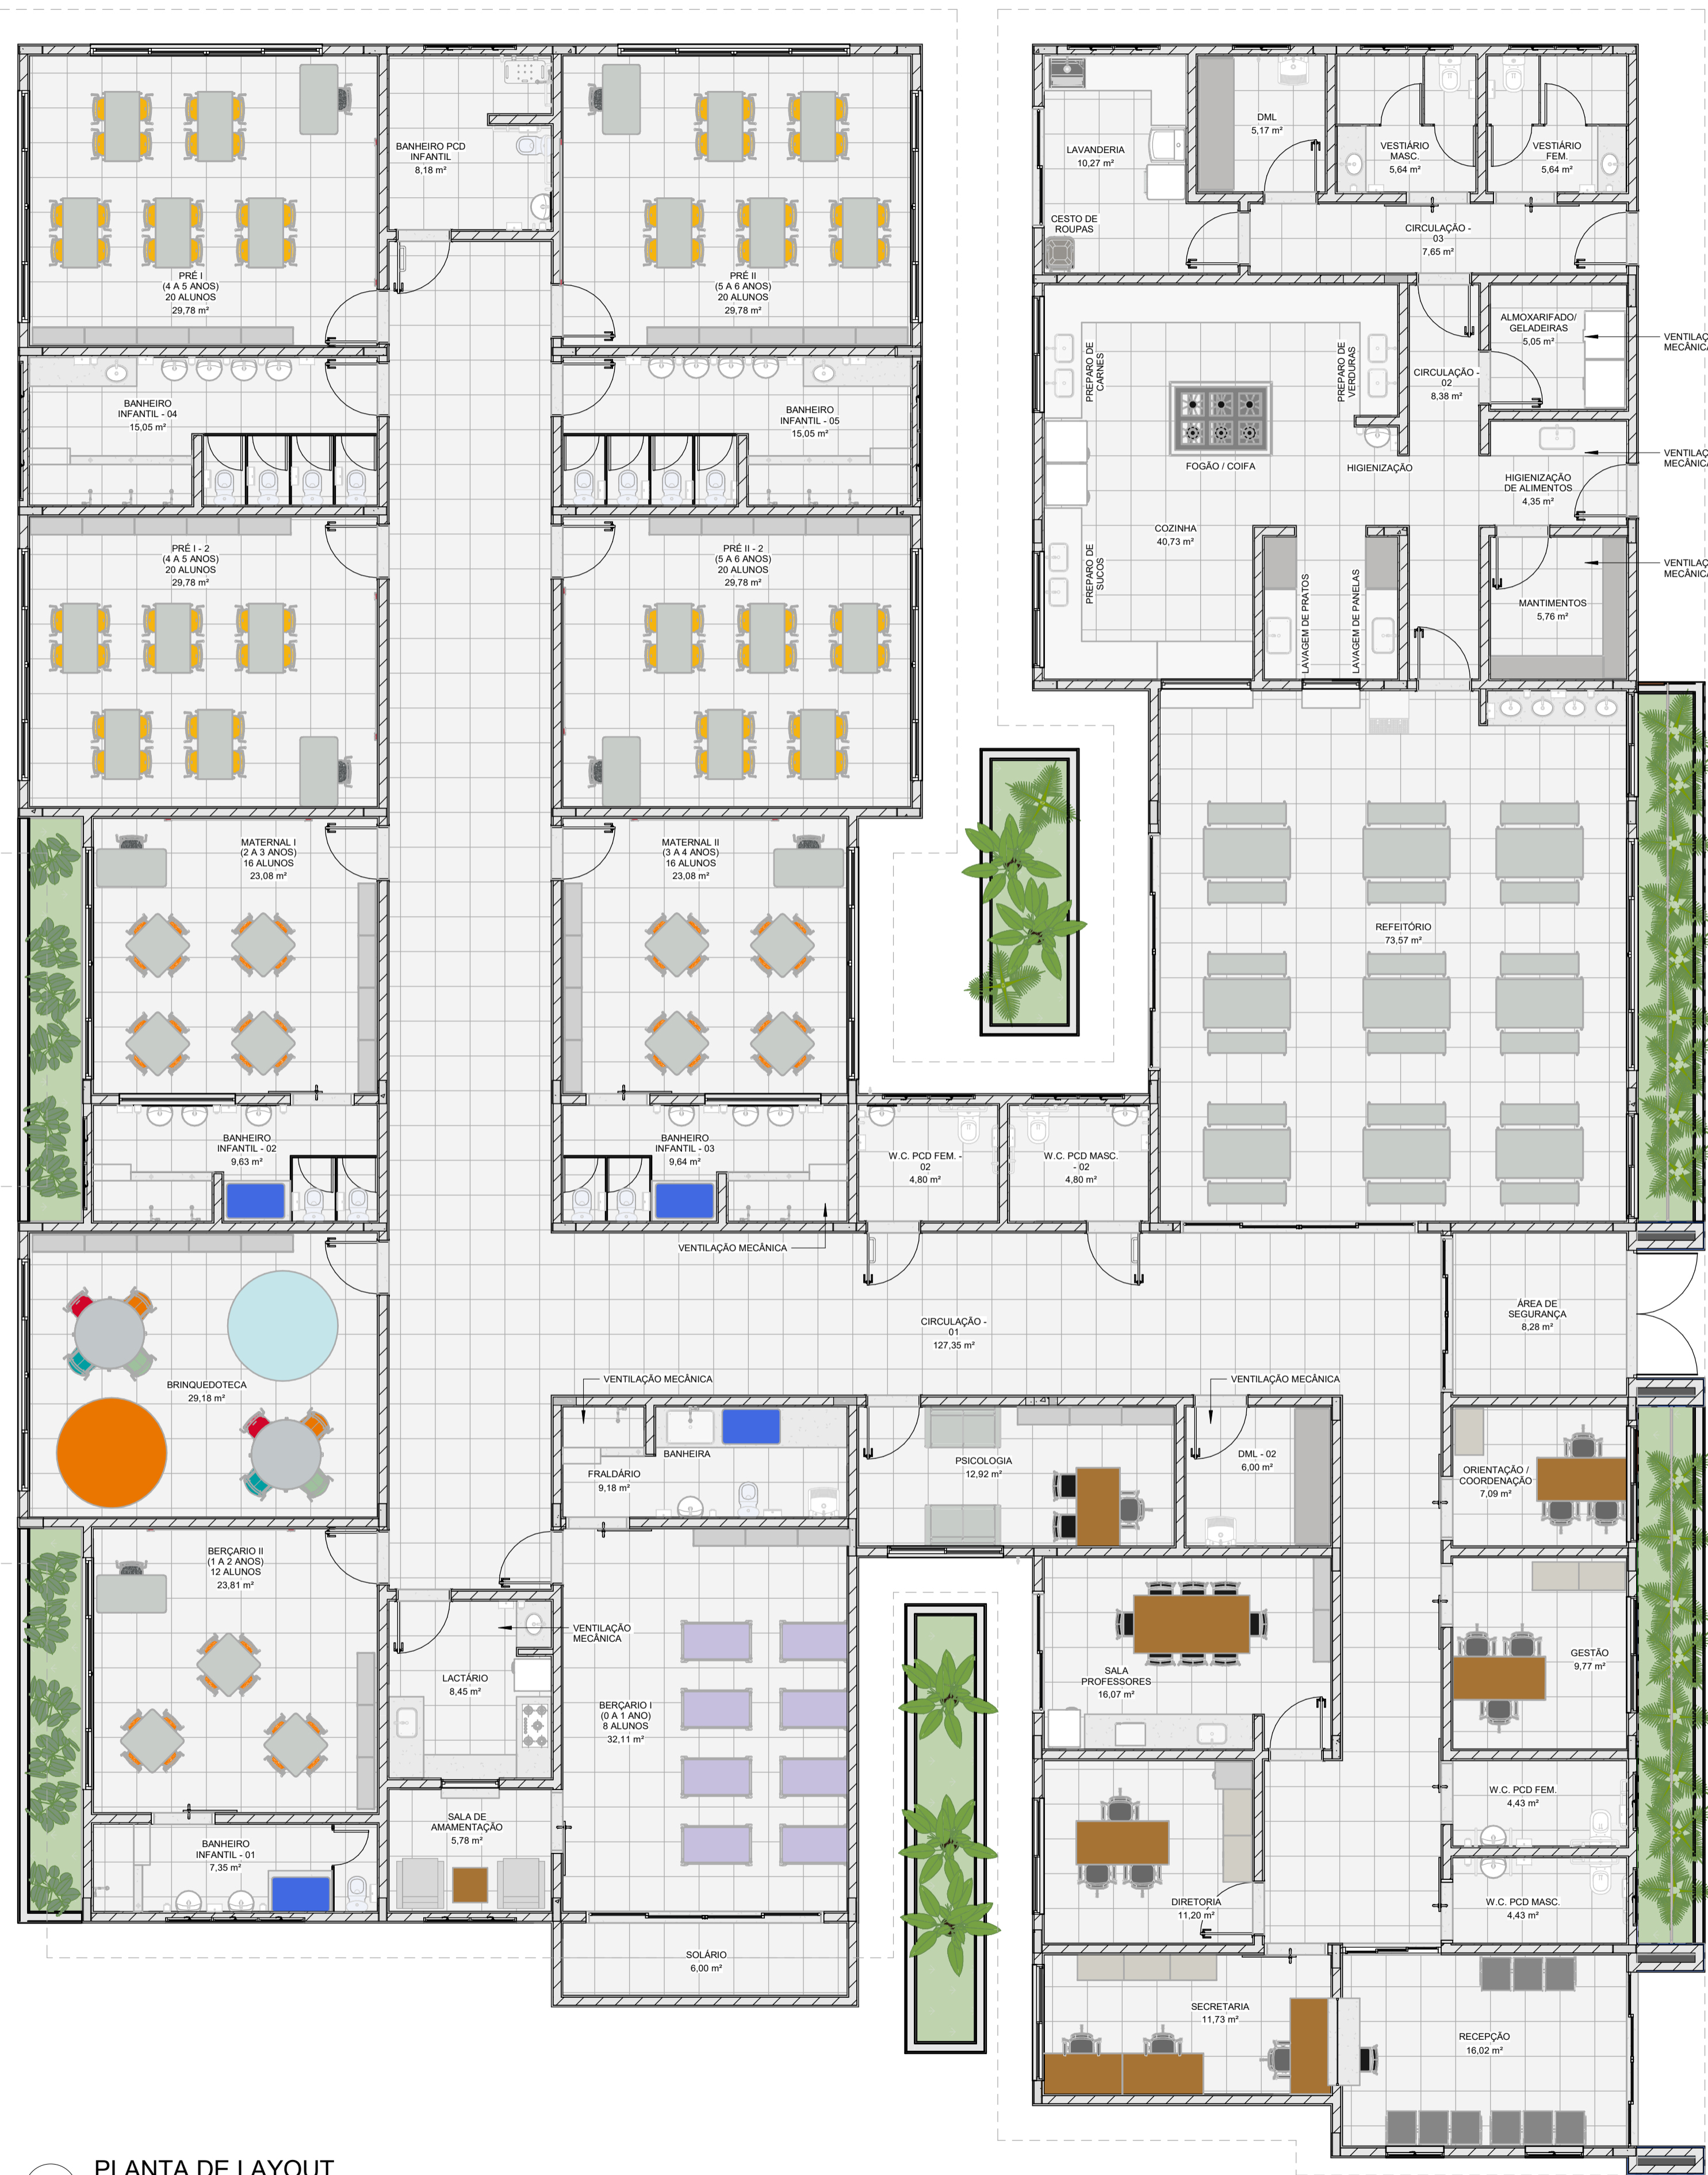 BANHEIRO PCD
INFANTIL
8,18 m²
PRÉ I
(4 A 5 ANOS)
20 ALUNOS
29,78 m²
PRÉ II
(5 A 6 ANOS)
20 ALUNOS
29,78 m²
LAVANDERIA
10,27 m²
DML
5,17 m²
VESTIÁRIO
MASC.
5,64 m²
VESTIÁRIO
FEM.
5,64 m²
CESTO DE
ROUPAS
CIRCULAÇÃO -
03
7,65 m²
ALMOXARIFADO/
GELADEIRAS
5,05 m²
VENTILAÇ
MECÂNICA
PREPARO DE
CARNES
PREPARO DE
VERDURAS
CIRCULAÇÃO -
02
8,38 m²
BANHEIRO
INFANTIL - 04
15,05 m²
BANHEIRO
INFANTIL - 05
15,05 m²
FOGÃO / COIFA
HIGIENIZAÇÃO
VENTILAÇ
MECÂNICA
HIGIENIZAÇÃO
DE ALIMENTOS
4,35 m²
COZINHA
40,73 m²
PREPARO DE
SUCOS
LAVAGEM DE PRATOS
LAVAGEM DE PANELAS
VENTILAÇ
MECÂNICA
MANTIMENTOS
5,76 m²
PRÉ I - 2
(4 A 5 ANOS)
20 ALUNOS
29,78 m²
PRÉ II - 2
(5 A 6 ANOS)
20 ALUNOS
29,78 m²
MATERNAL I
(2 A 3 ANOS)
16 ALUNOS
23,08 m²
MATERNAL II
(3 A 4 ANOS)
16 ALUNOS
23,08 m²
REFEITÓRIO
73,57 m²
BANHEIRO
INFANTIL - 02
9,63 m²
BANHEIRO
INFANTIL - 03
9,64 m²
W.C. PCD FEM. -
02
4,80 m²
W.C. PCD MASC.
- 02
4,80 m²
VENTILAÇÃO MECÂNICA
CIRCULAÇÃO -
01
127,35 m²
ÁREA DE
SEGURANÇA
8,28 m²
BRINQUEDOTECA
29,18 m²
VENTILAÇÃO MECÂNICA
VENTILAÇÃO MECÂNICA
BANHEIRA
FRALDÁRIO
9,18 m²
PSICOLOGIA
12,92 m²
DML - 02
6,00 m²
ORIENTAÇÃO /
COORDENAÇÃO
7,09 m²
BERÇARIO II
(1 A 2 ANOS)
12 ALUNOS
23,81 m²
VENTILAÇÃO
MECÂNICA
LACTÁRIO
8,45 m²
BERÇARIO I
(0 A 1 ANO)
8 ALUNOS
32,11 m²
SALA
PROFESSORES
16,07 m²
GESTÃO
9,77 m²
W.C. PCD FEM.
4,43 m²
SALA DE
AMAMENTAÇÃO
5,78 m²
BANHEIRO
INFANTIL - 01
7,35 m²
DIRETORIA
11,20 m²
W.C. PCD MASC.
4,43 m²
SOLÁRIO
6,00 m²
SECRETARIA
11,73 m²
RECEPÇÃO
16,02 m²
PLANTA DE LAYOUT